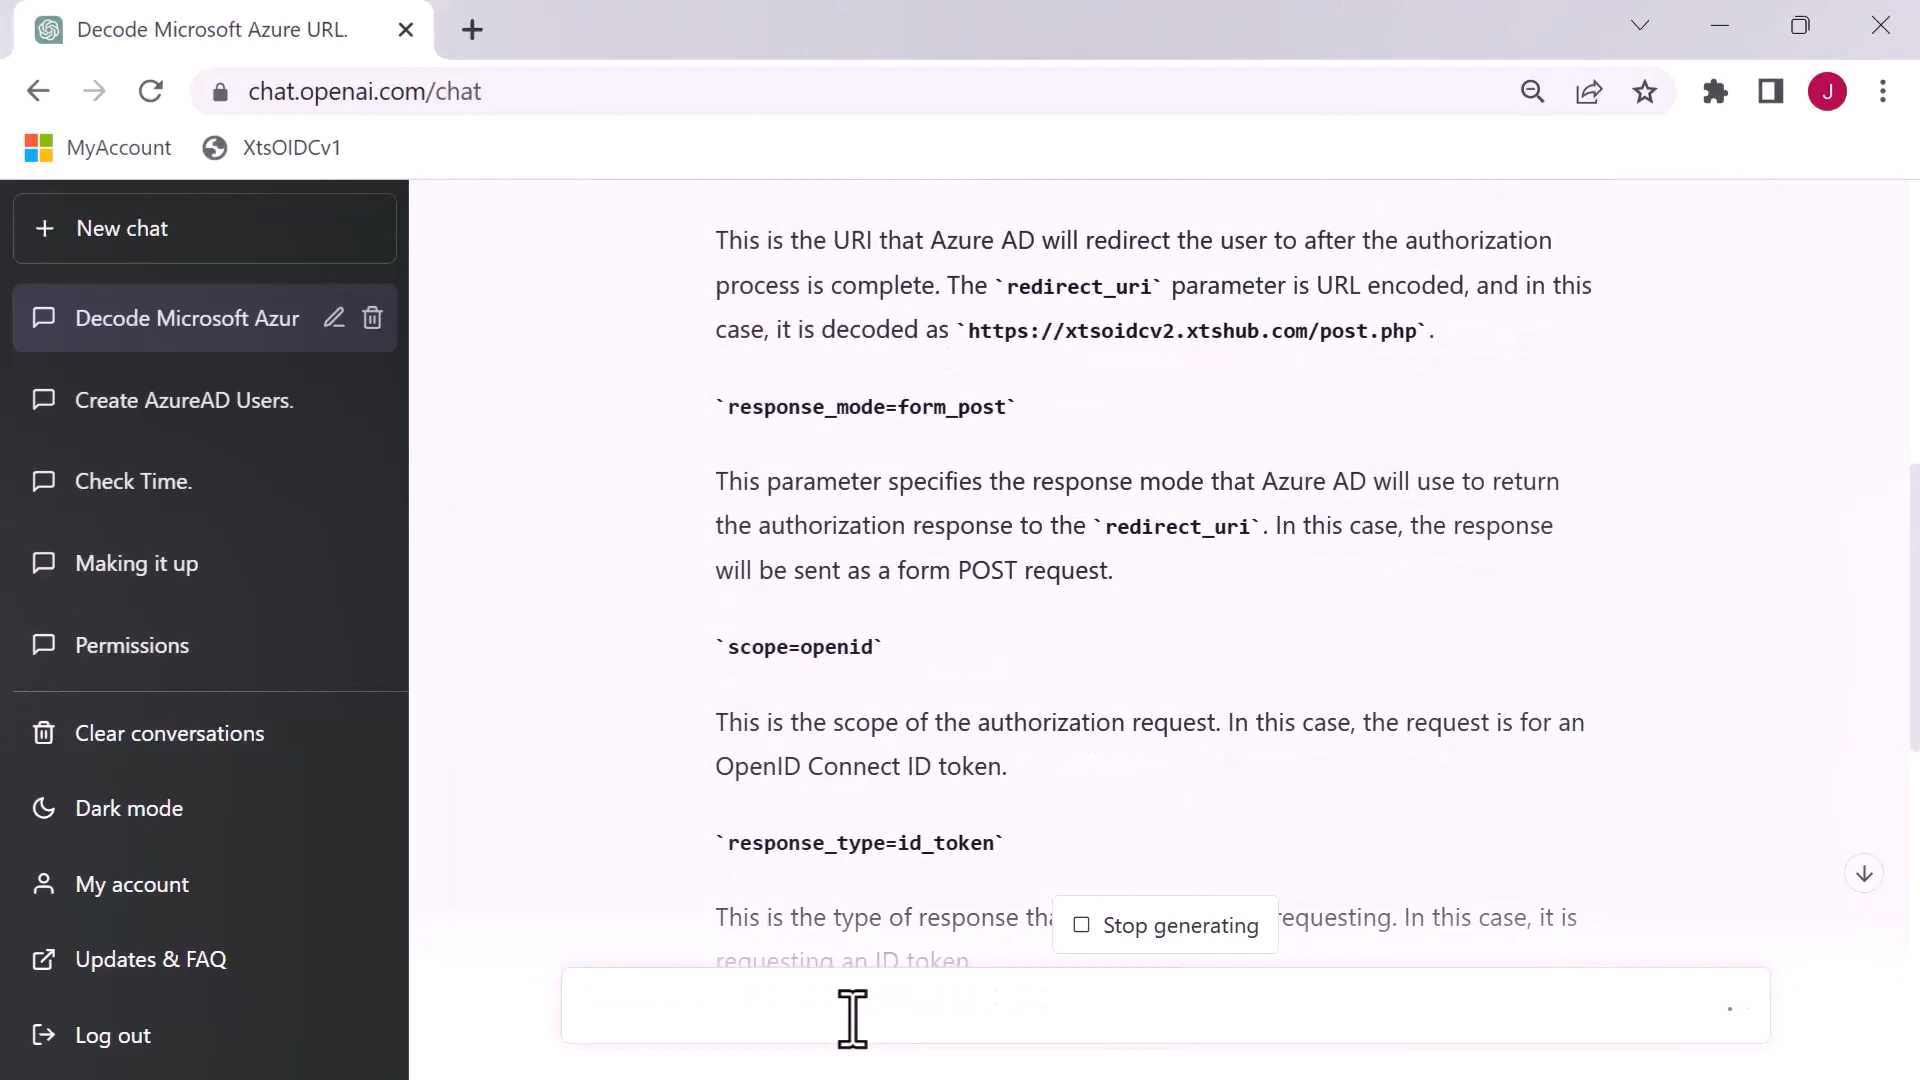 Decode Microsoft Azure URL.
chat.openai.com/chat
J
MyAccount
XtsOIDCv1
New chat
Decode Microsoft Azur
Create AzureAD Users.
Check Time.
Making it up
Permissions
Clear conversations
Dark mode
My account
Updates & FAQ
Log out
This is the URI that Azure AD will redirect the user to after the authorization
process is complete. The `redirect_uri` parameter is URL encoded, and in this
case, it is decoded as `https://xtsoidcv2.xtshub.com/post.php`.
`response_mode=form_post`
This parameter specifies the response mode that Azure AD will use to return
the authorization response to the `redirect_uri`. In this case, the response
will be sent as a form POST request.
`scope=openid`
This is the scope of the authorization request. In this case, the request is for an
OpenID Connect ID token.
`response_type=id_token`
This is the type of response requesting. In this case, it is
Stop generating
requesting an ID token